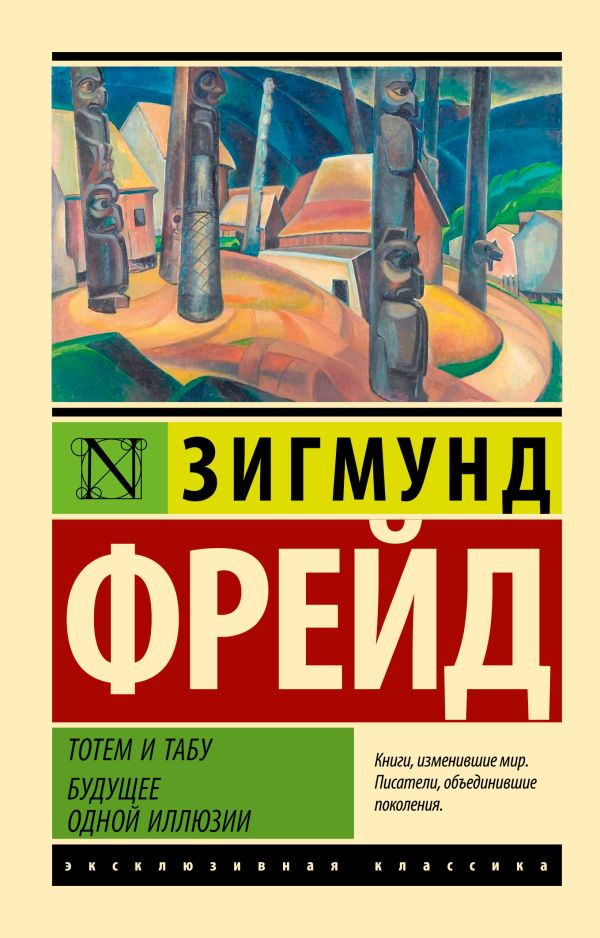 N
ЗИГМУНД
ФРЕЙД
ТОТЕМ И ТАБУ
БУДУЩЕЕ
ОДНОЙ ИЛЛЮЗИИ
Книги, изменившие мир.
Писатели, объединившие
поколения.
эксклюзивная классика